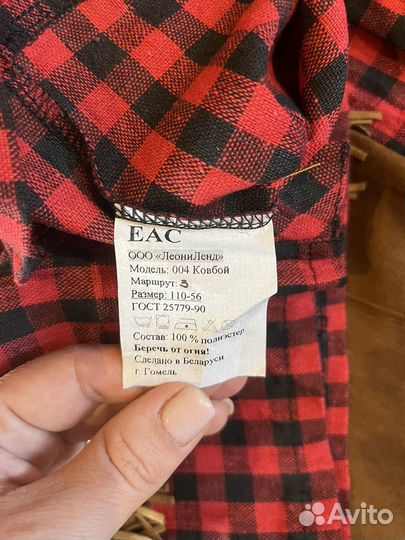 ЕАС
ООО «ЛеониЛенд»
Модель: 004 Ковбой
Маршрут: 3
Размер: 110-56
ГОСТ 25779-90
Состав: 100 % полиэстер
Беречь от огня!
Сделано в Беларуси
г. Гомель
Avito